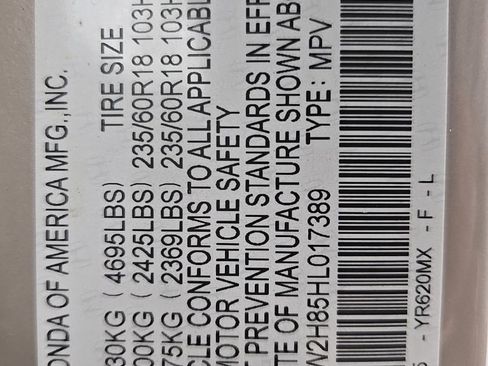 ONDA OF AMERICA MFG.,INC.
TIRE SIZE
30KG ( 4695LBS)
00KG ( 2425LBS) 235/60R18 103H
75KG ( 2369LBS) 235/60R18 103H
CLE CONFORMS TO ALL APPLICABL
MOTOR VEHICLE SAFETY
T PREVENTION STANDARDS IN EFF
TE OF MANUFACTURE SHOWN AB
W2H85HL017389 TYPE : MPV
- YR620MX - F - L